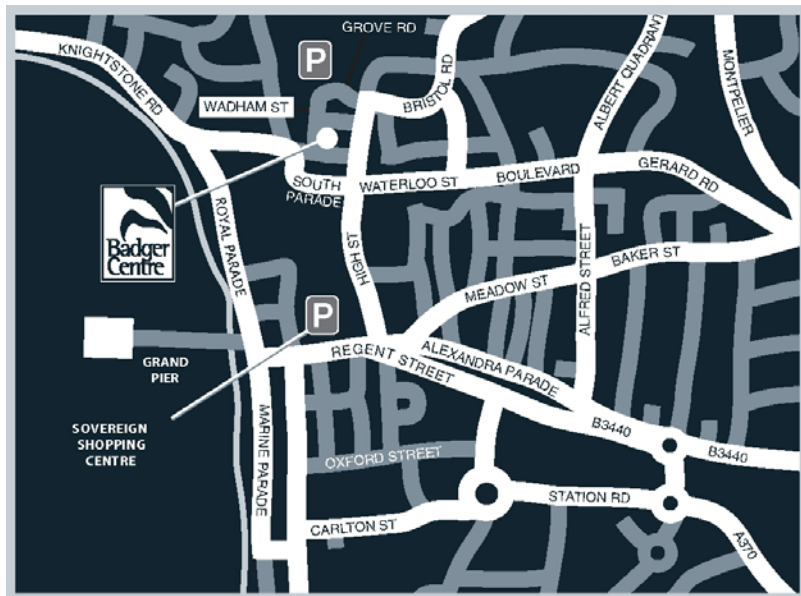 GROVE RD
P
KNIGHTSTONE RD
WADHAM ST
BRISTOL RD
ALBERT QUADRANT
MONTPELIER
SOUTH
PARADE
WATERLOO ST
BOULEVARD
GERARD RD
Badger
Centre
ROYAL PARADE
HIGH ST
BAKER ST
MEADOW ST
ALFRED STREET
P
GRAND
PIER
REGENT STREET
ALEXANDRA PARADE
SOVEREIGN
SHOPPING
CENTRE
MARINE PARADE
B3440
B3440
OXFORD STREET
STATION RD
CARLTON ST
A370